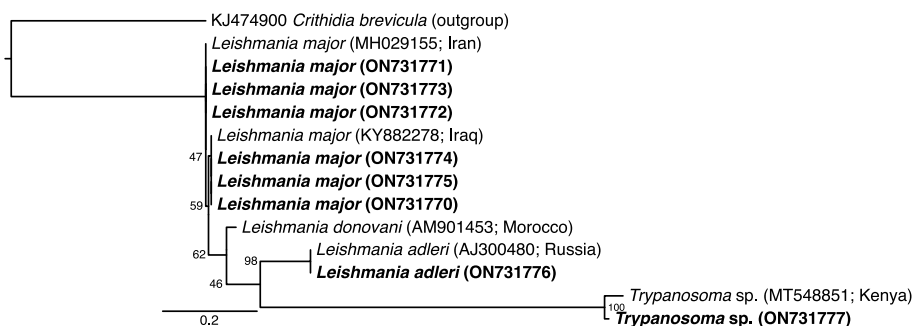 KJ474900 Crithidia brevicula (outgroup)
Leishmania major (MH029155; Iran)
Leishmania major (ON731771)
Leishmania major (ON731773)
Leishmania major (ON731772)
Leishmania major (KY882278; Iraq)
47
Leishmania major (ON731774)
Leishmania major (ON731775)
Leishmania major (ON731770)
59
Leishmania donovani (AM901453; Morocco)
62
Leishmania adleri (AJ300480; Russia)
98
Leishmania adleri (ON731776)
46
Trypanosoma sp. (MT548851; Kenya)
100
Trypanosoma sp. (ON731777)
0.2